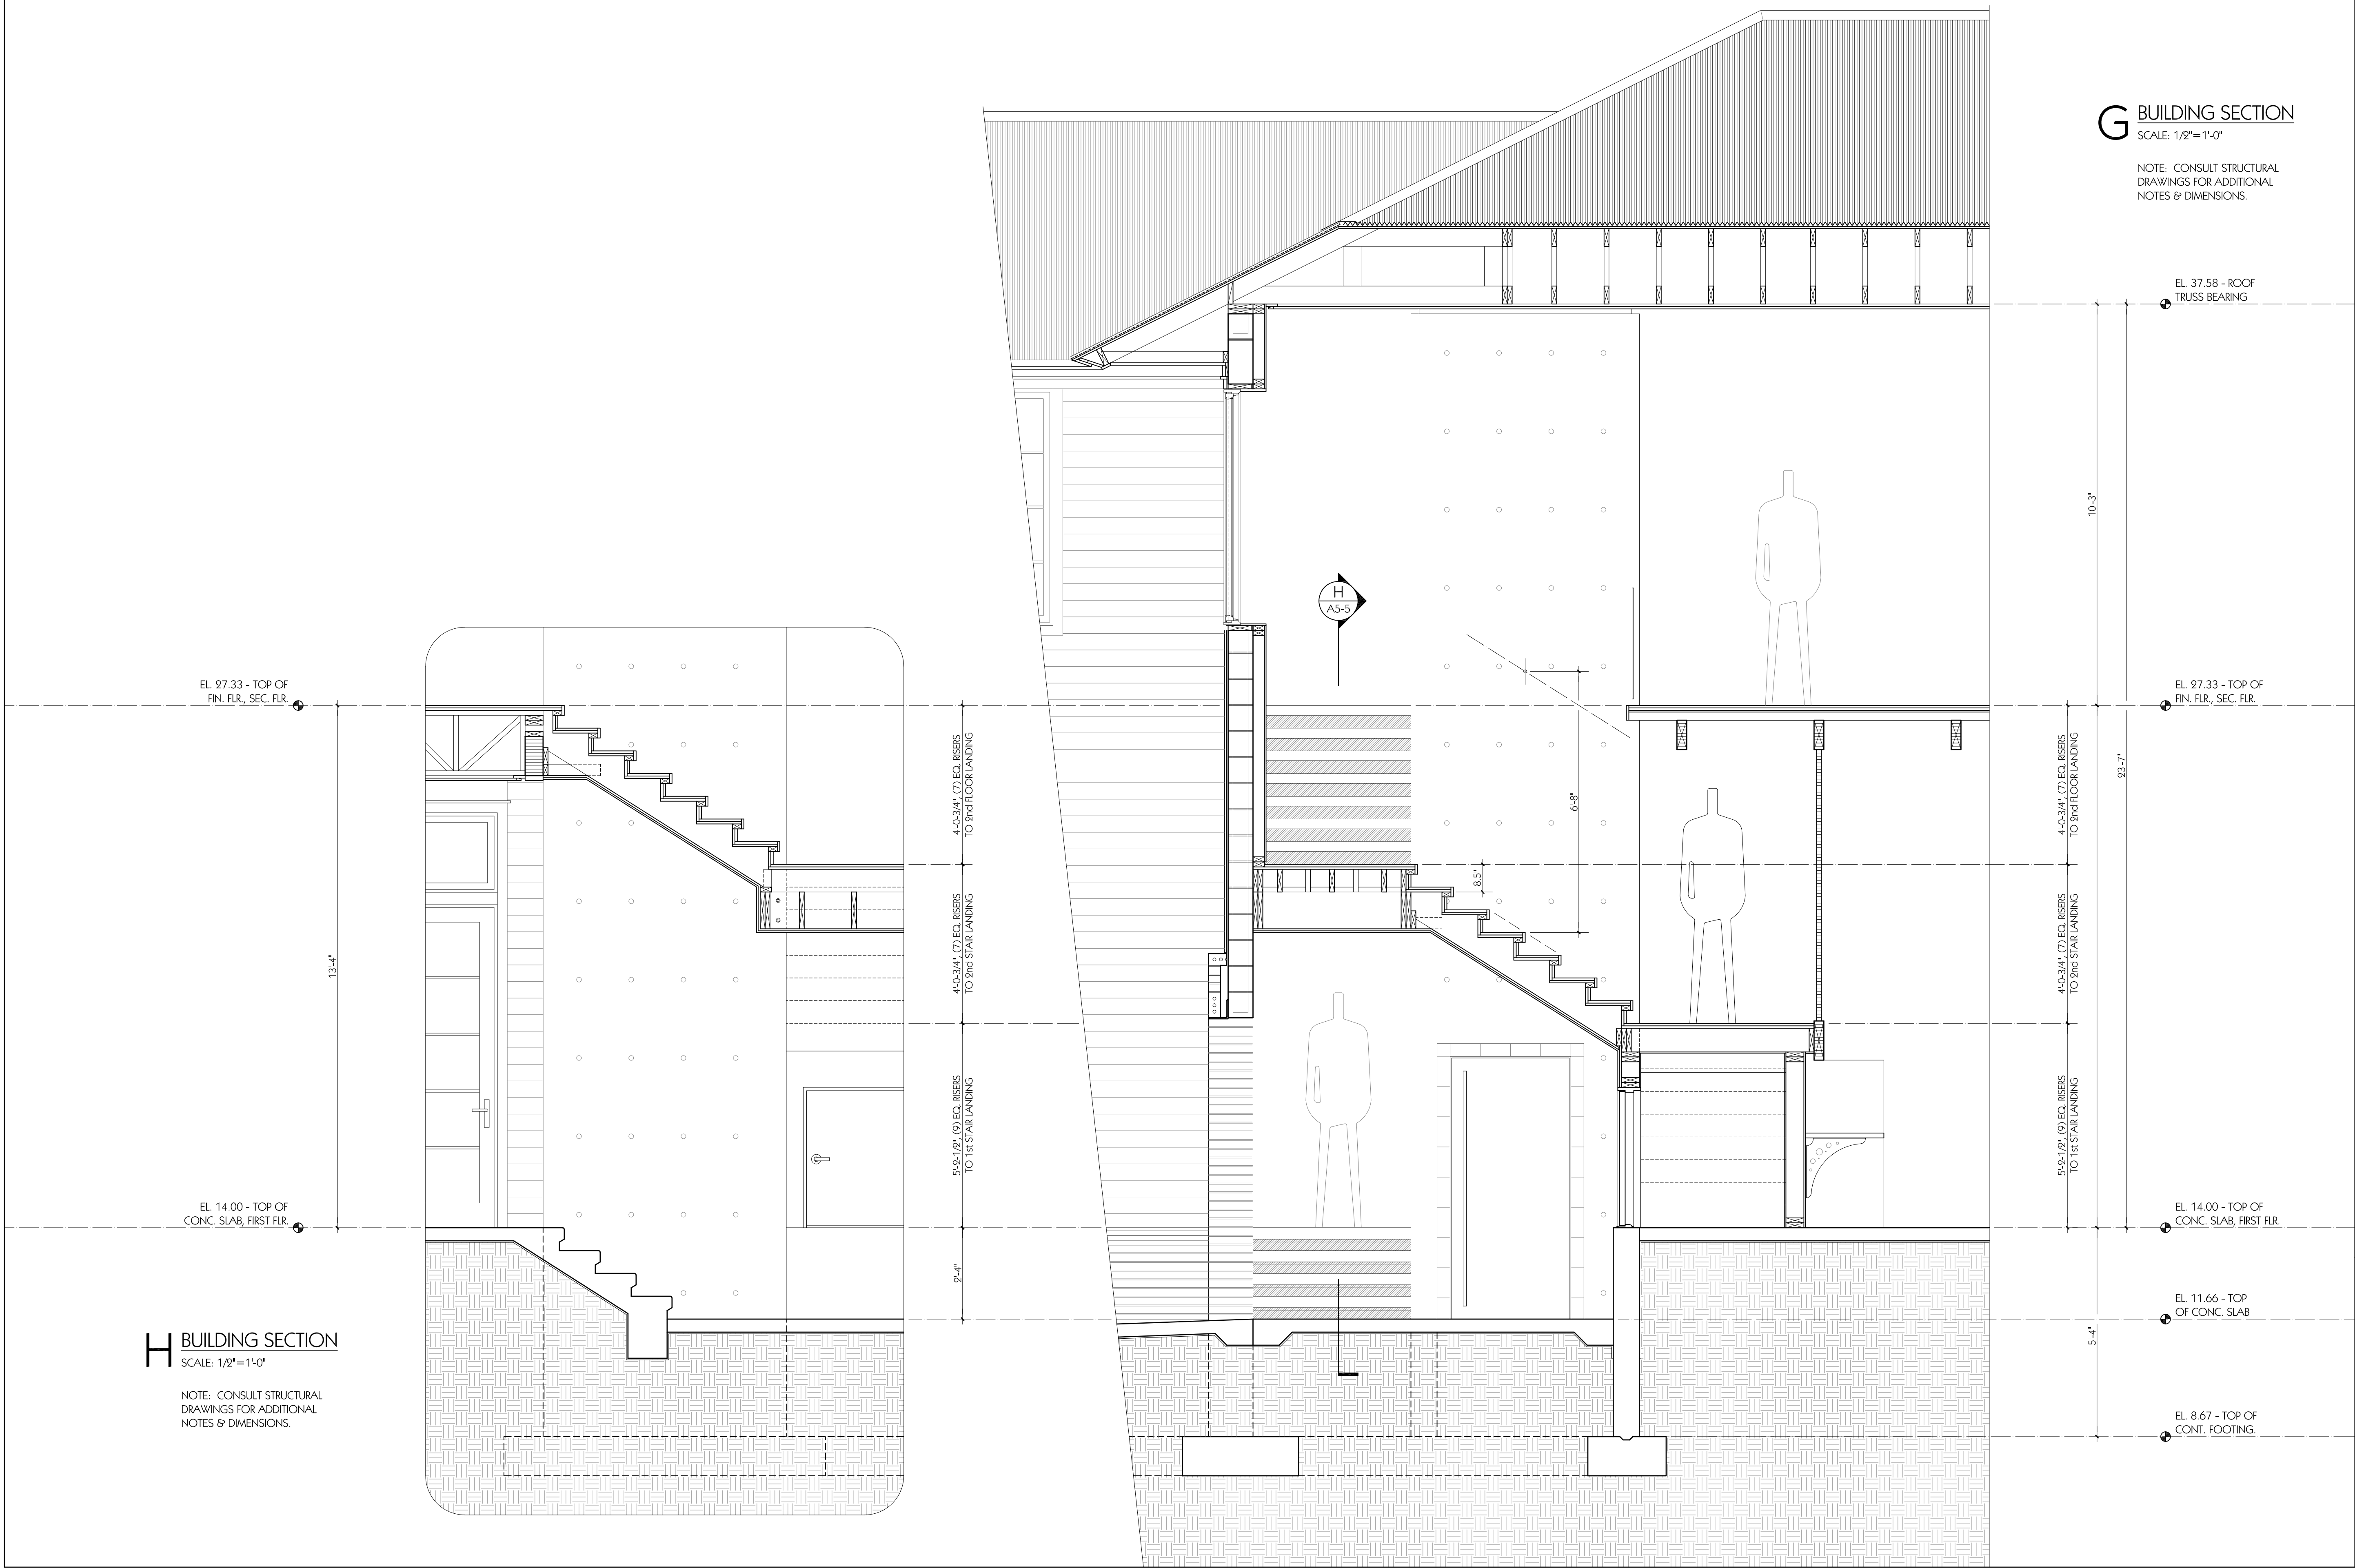 G BUILDING SECTION
SCALE: 1/2"=1'-0"
NOTE: CONSULT STRUCTURAL
DRAWINGS FOR ADDITIONAL
NOTES & DIMENSIONS.
EL. 37.58 - ROOF
TRUSS BEARING
10'-3"
H
A5-5
EL. 27.33 - TOP OF
FIN. FLR., SEC. FLR.
EL. 27.33 - TOP OF
FIN. FLR., SEC. FLR.
4'-0-3/4", (7) EQ. RISERS
TO 2nd FLOOR LANDING
4'-0-3/4", (7) EQ. RISERS
TO 2nd FLOOR LANDING
23'-7"
6'-8"
8.5"
13'-4"
4'-0-3/4", (7) EQ. RISERS
TO 2nd STAIR LANDING
4'-0-3/4", (7) EQ. RISERS
TO 2nd STAIR LANDING
5'-2-1/2", (9) EQ. RISERS
TO 1st STAIR LANDING
5'-2-1/2", (9) EQ. RISERS
TO 1st STAIR LANDING
EL. 14.00 - TOP OF
CONC. SLAB, FIRST FLR.
EL. 14.00 - TOP OF
CONC. SLAB, FIRST FLR.
2'-4"
EL. 11.66 - TOP
OF CONC. SLAB
5'-4"
H BUILDING SECTION
SCALE: 1/2"=1'-0"
NOTE: CONSULT STRUCTURAL
DRAWINGS FOR ADDITIONAL
NOTES & DIMENSIONS.
EL. 8.67 - TOP OF
CONT. FOOTING.